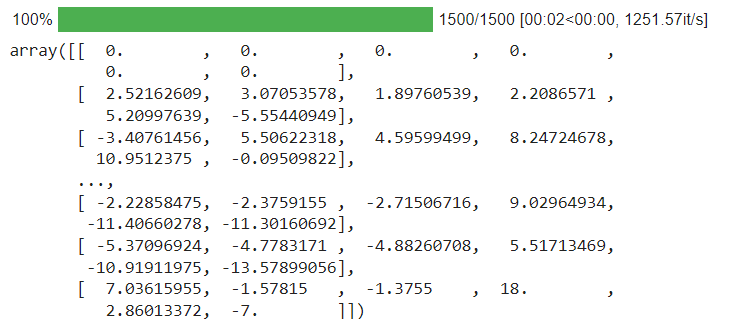 100% 1500/1500 [00:02<00:00, 1251.57it/s]
array([[  0.        ,   0.        ,   0.        ,   0.        ,
          0.        ,   0.        ],
       [  2.52162609,   3.07053578,   1.89760539,   2.2086571 ,
          5.20997639,  -5.55440949],
       [ -3.40761456,   5.50622318,   4.59599499,   8.24724678,
         10.9512375 ,  -0.09509822],
       ...,
       [ -2.22858475,  -2.3759155 ,  -2.71506716,   9.02964934,
        -11.40660278, -11.30160692],
       [ -5.37096924,  -4.7783171 ,  -4.88260708,   5.51713469,
        -10.91911975, -13.57899056],
       [  7.03615955,  -1.57815   ,  -1.3755    ,  18.        ,
          2.86013372,  -7.        ]])